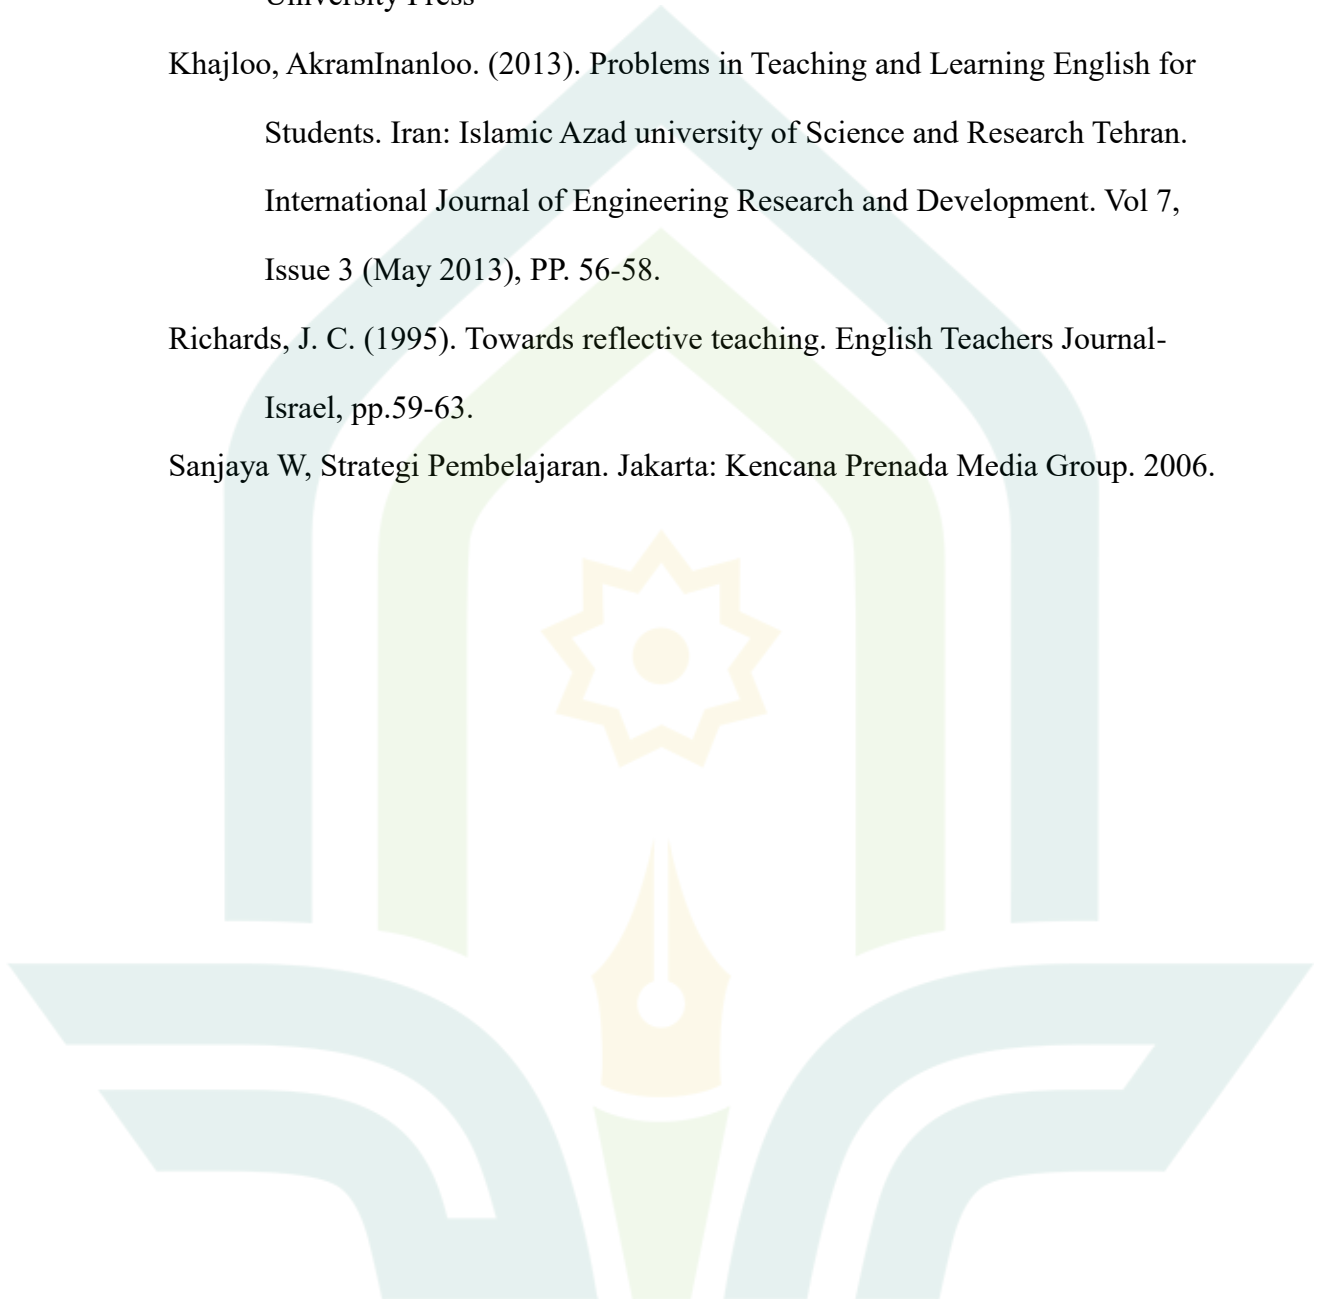 University Press
Khajloo, AkramInanloo. (2013). Problems in Teaching and Learning English for
Students. Iran: Islamic Azad university of Science and Research Tehran.
International Journal of Engineering Research and Development. Vol 7,
Issue 3 (May 2013), PP. 56-58.
Richards, J. C. (1995). Towards reflective teaching. English Teachers Journal-
Israel, pp.59-63.
Sanjaya W, Strategi Pembelajaran. Jakarta: Kencana Prenada Media Group. 2006.